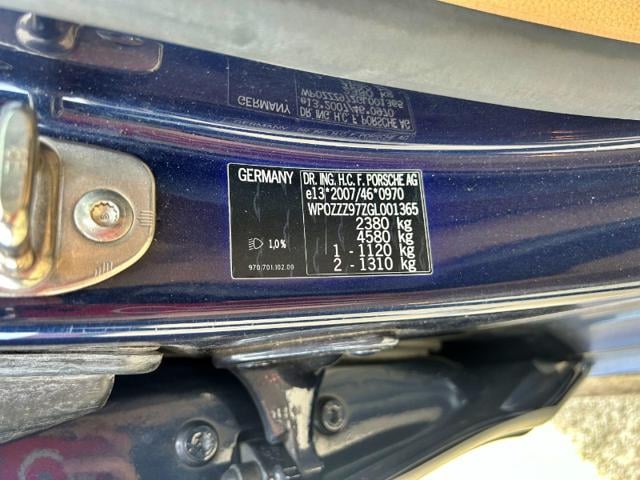 GERMANY
DR. ING. H.C. F. PORSCHE AG
e13*2007/46*0970
WP0ZZZ97ZGL001365
2380 kg
4580 kg
1,0%
1 - 1120 kg
2 - 1310 kg
970.701.102.00